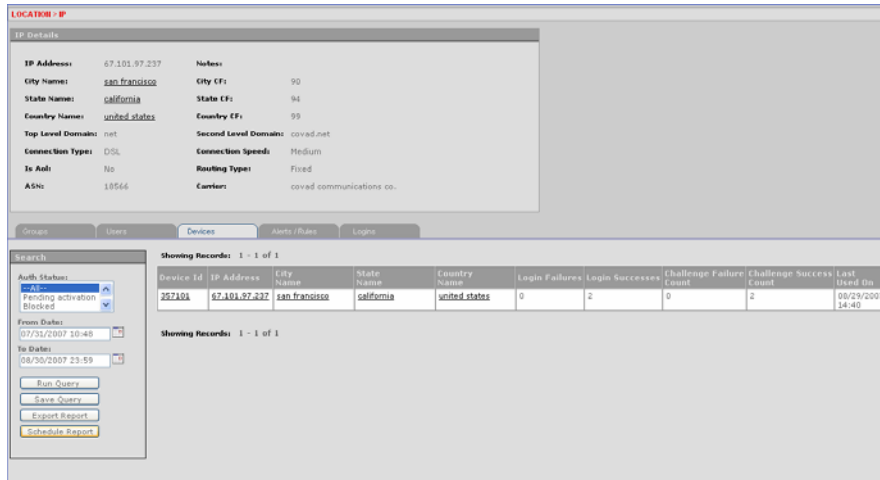 LOCATION > IP
IP Details
IP Address: 67.101.97.237 Notes:
City Name: san francisco City CF: 90
State Name: california State CF: 94
Country Name: united states Country CF: 99
Top Level Domain: net Second Level Domain: covad.net
Connection Type: DSL Connection Speed: Medium
Is Aol: No Routing Type: Fixed
ASN: 18566 Carrier: covad communications co.
Groups Users Devices Alerts / Rules Logins
Search
Auth Status:
--All--
Pending activation
Blocked
From Date:
07/31/2007 10:48
To Date:
08/30/2007 23:59
Run Query
Save Query
Export Report
Schedule Report
Showing Records: 1 - 1 of 1
Device Id IP Address City Name State Name Country Name Login Failures Login Successes Challenge Failure Count Challenge Success Count Last Used On
357101 67.101.97.237 san francisco california united states 0 2 0 2 08/29/200 14:40
Showing Records: 1 - 1 of 1